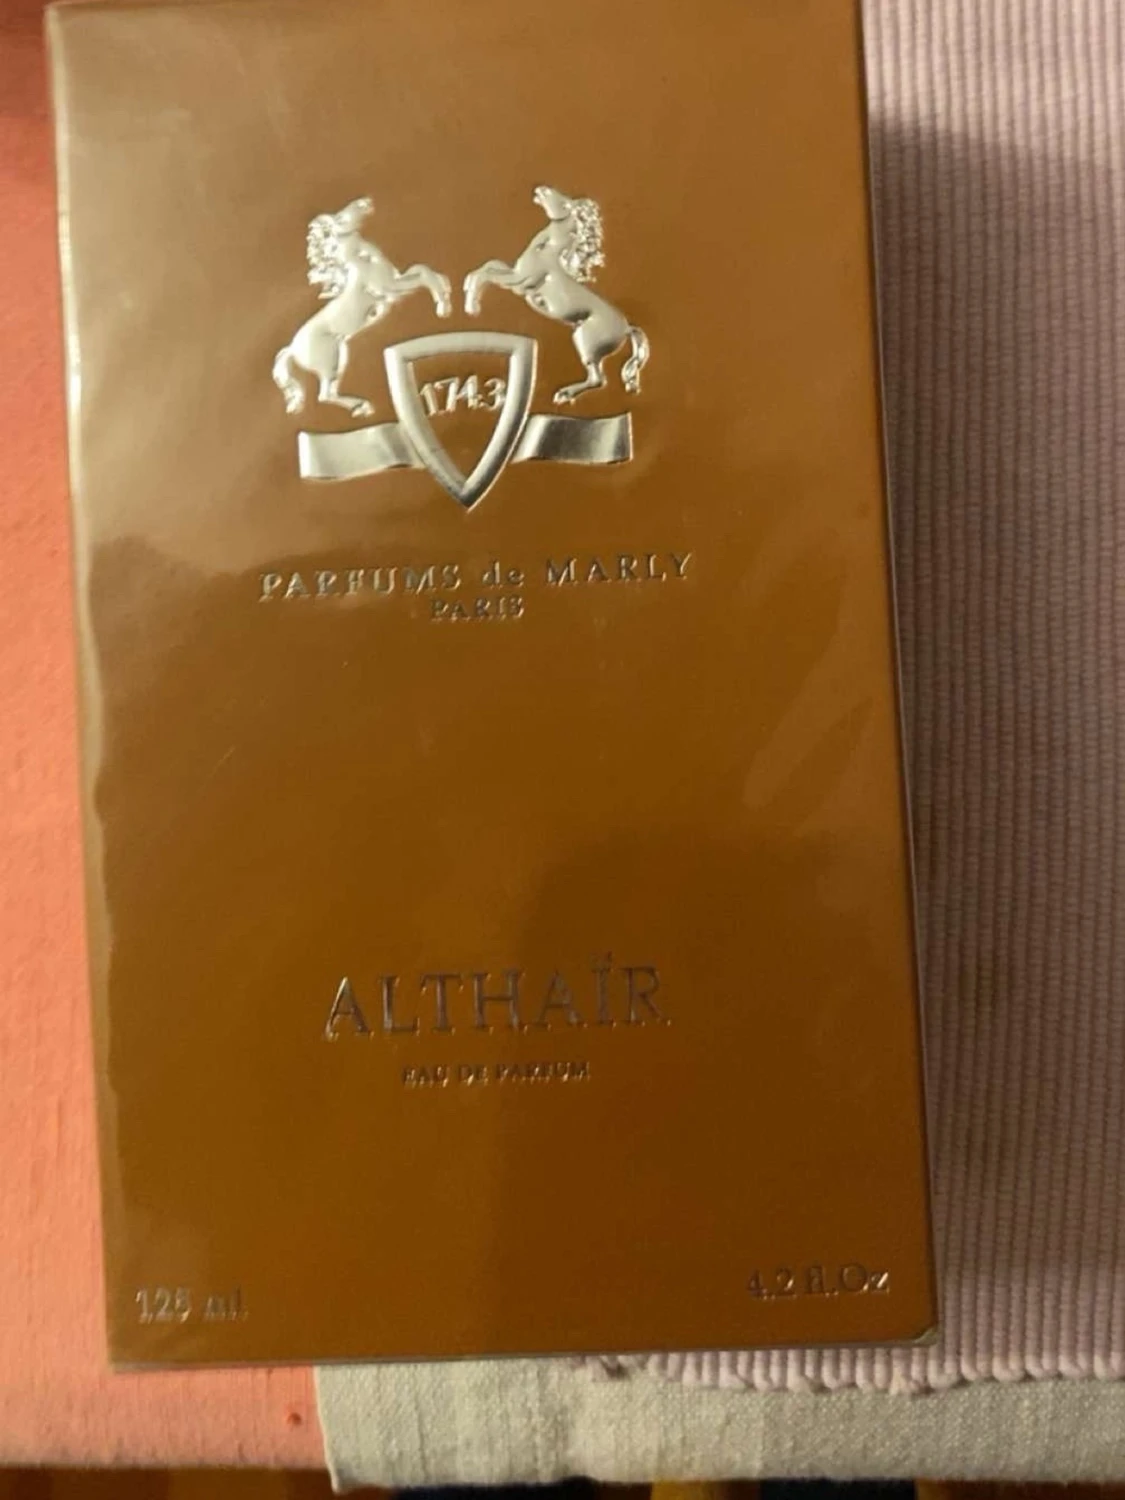 1743
PARFUMS de MARLY
PARIS
ALTHAÏR
EAU DE PARFUM
125 ml.
4.2 fl.Oz